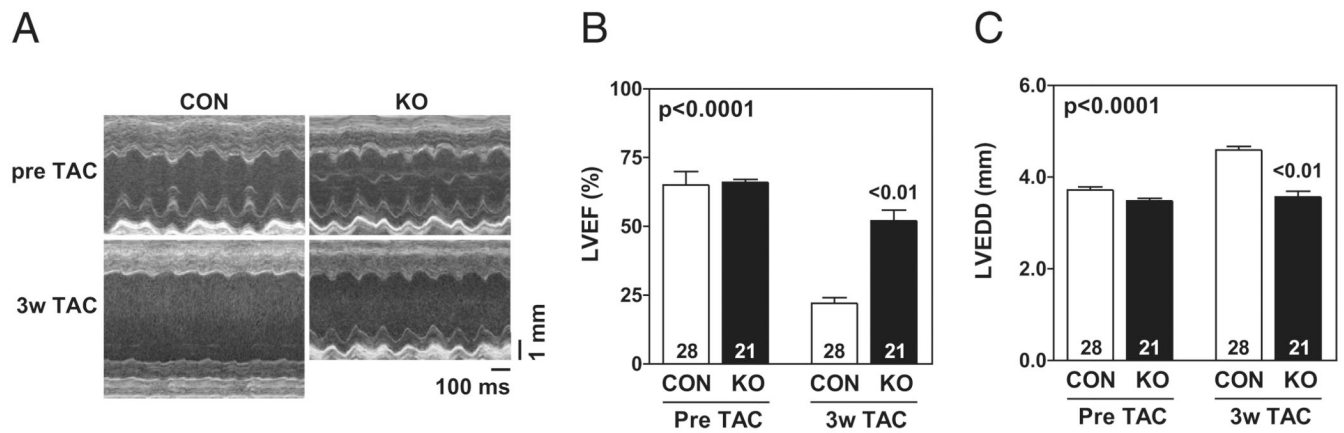 A
CON KO
pre TAC
3w TAC
1 mm
100 ms
B
100
75
50
25
0
LVEF (%)
p<0.0001
<0.01
28 21 28 21
CON KO CON KO
Pre TAC 3w TAC
C
6.0
4.0
2.0
0.0
LVEDD (mm)
p<0.0001
<0.01
28 21 28 21
CON KO CON KO
Pre TAC 3w TAC